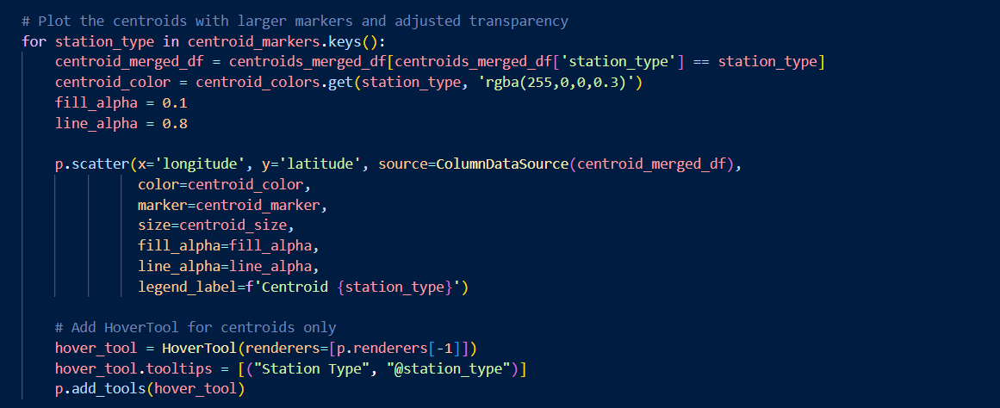 # Plot the centroids with larger markers and adjusted transparency
for station_type in centroid_markers.keys():
    centroid_merged_df = centroids_merged_df[centroids_merged_df['station_type'] == station_type]
    centroid_color = centroid_colors.get(station_type, 'rgba(255,0,0,0.3)')
    fill_alpha = 0.1
    line_alpha = 0.8

    p.scatter(x='longitude', y='latitude', source=ColumnDataSource(centroid_merged_df),
              color=centroid_color,
              marker=centroid_marker,
              size=centroid_size,
              fill_alpha=fill_alpha,
              line_alpha=line_alpha,
              legend_label=f'Centroid {station_type}')

    # Add HoverTool for centroids only
    hover_tool = HoverTool(renderers=[p.renderers[-1]])
    hover_tool.tooltips = [("Station Type", "@station_type")]
    p.add_tools(hover_tool)